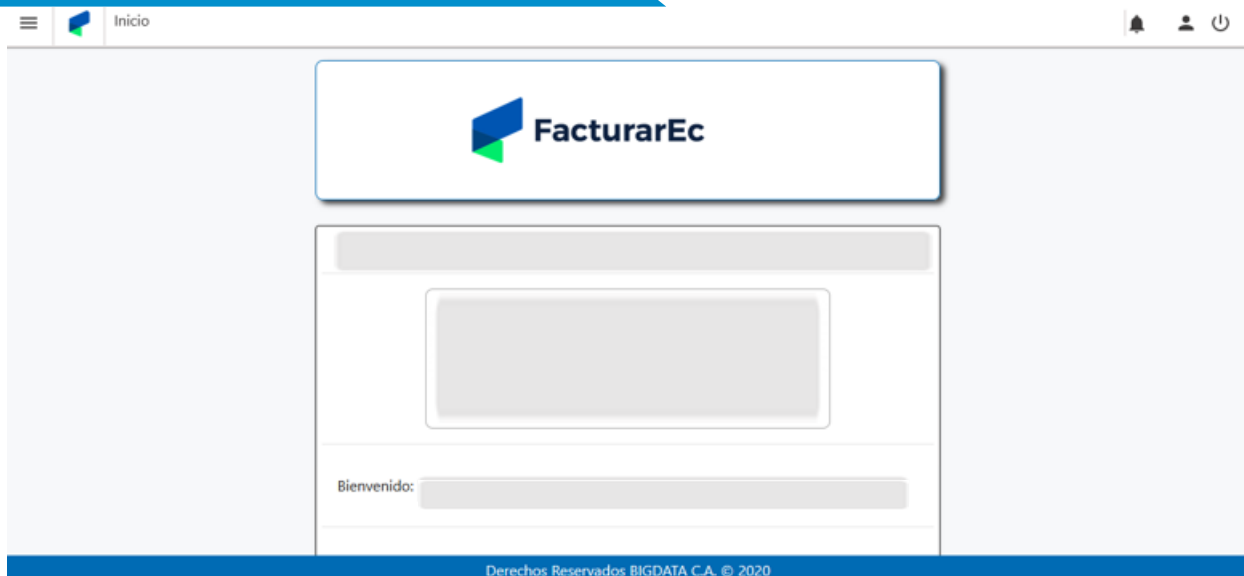 Inicio
FacturarEc
Bienvenido:
Derechos Reservados BIGDATA C.A. © 2020